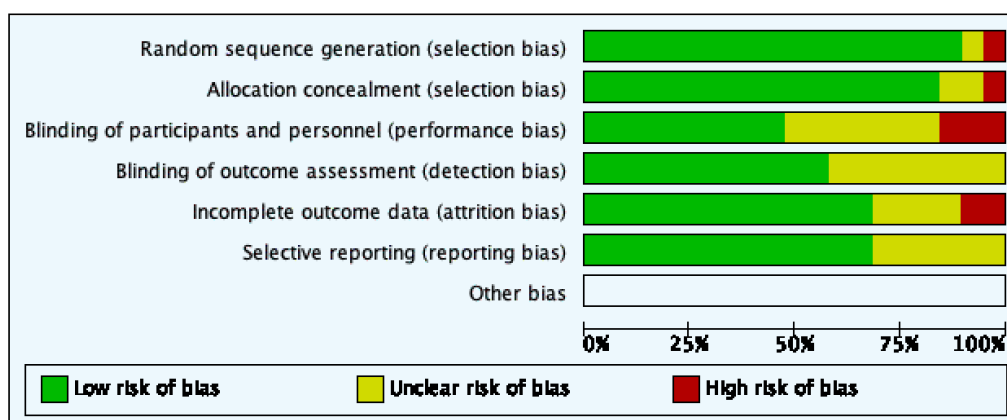 Random sequence generation (selection bias)
Allocation concealment (selection bias)
Blinding of participants and personnel (performance bias)
Blinding of outcome assessment (detection bias)
Incomplete outcome data (attrition bias)
Selective reporting (reporting bias)
Other bias
0% 25% 50% 75% 100%
Low risk of bias Unclear risk of bias High risk of bias